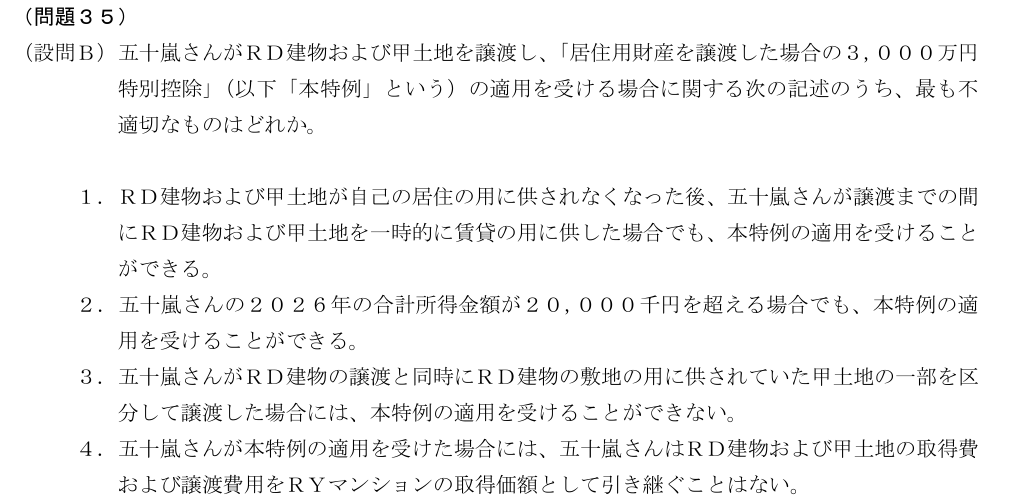 （問題３５）
（設問Ｂ）五十嵐さんがＲＤ建物および甲土地を譲渡し、「居住用財産を譲渡した場合の３，０００万円
特別控除」（以下「本特例」という）の適用を受ける場合に関する次の記述のうち、最も不
適切なものはどれか。
１．ＲＤ建物および甲土地が自己の居住の用に供されなくなった後、五十嵐さんが譲渡までの間
にＲＤ建物および甲土地を一時的に賃貸の用に供した場合でも、本特例の適用を受けること
ができる。
２．五十嵐さんの２０２６年の合計所得金額が２０，０００千円を超える場合でも、本特例の適
用を受けることができる。
３．五十嵐さんがＲＤ建物の譲渡と同時にＲＤ建物の敷地の用に供されていた甲土地の一部を区
分して譲渡した場合には、本特例の適用を受けることができない。
４．五十嵐さんが本特例の適用を受けた場合には、五十嵐さんはＲＤ建物および甲土地の取得費
および譲渡費用をＲＹマンションの取得価額として引き継ぐことはない。